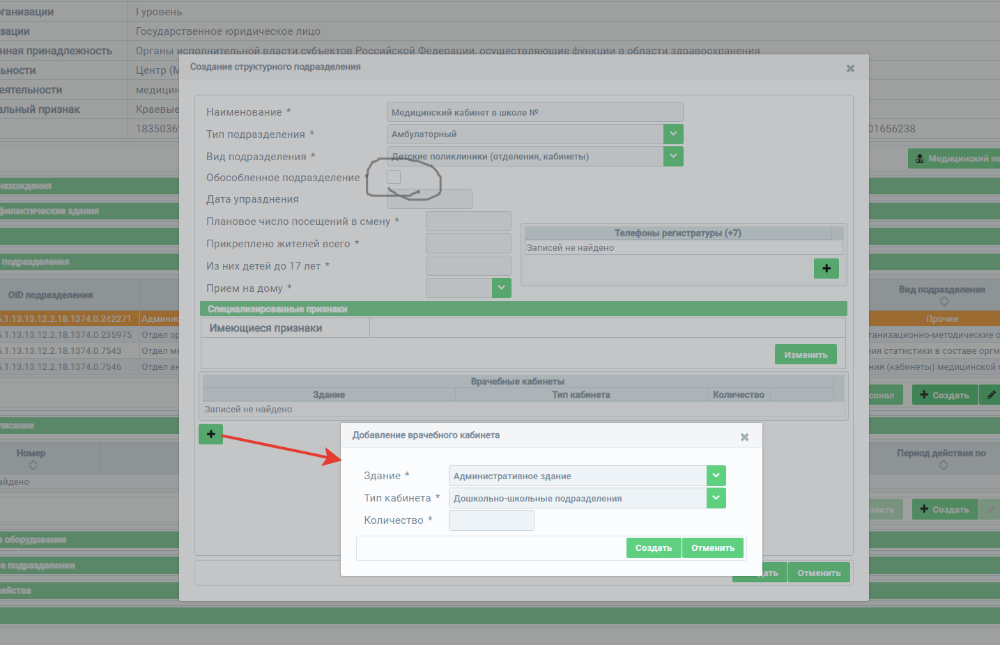 рганизации I уровень
зации Государственное юридическое лицо
нная принадлежность Органы исполнительной власти субъектов Российской Федерации, осуществляющие функции в области здравоохранения
ьности Центр (М
еятельности медицин
альный признак Краевые
1835036 01656238
Создание структурного подразделения
Наименование * Медицинский кабинет в школе №
Тип подразделения * Амбулаторный
Вид подразделения * Детские поликлиники (отделения, кабинеты)
Медицинский пе
Обособленное подразделение *
нахождения
Дата упразднения
филактические здания
Плановое число посещений в смену *
Телефоны регистратуры (+7)
Прикреплено жителей всего * Записей не найдено
подразделения
Из них детей до 17 лет *
Прием на дому *
OID подразделения Вид подразделения
Специализированные признаки
5.1.13.13.12.2.18.1374.0.242271 Админис Прочие
Имеющиеся признаки
5.1.13.13.12.2.18.1374.0.235975 Отдел ор ганизационно-методические о
5.1.13.13.12.2.18.1374.0.7543 Отдел ме ния статистики в составе оргм
Изменить
5.1.13.13.12.2.18.1374.0.7546 Отдел ан ния (кабинеты) медицинской
Врачебные кабинеты
Здание Тип кабинета Количество
сонал Создать
Записей не найдено
писание
Добавление врачебного кабинета
Номер Период действия по
Здание * Административное здание
айдено
Тип кабинета * Дошкольно-школьные подразделения
овать Создать
Количество *
е оборудование
Создать Отменить
е подразделения
дать Отменить
зяйства